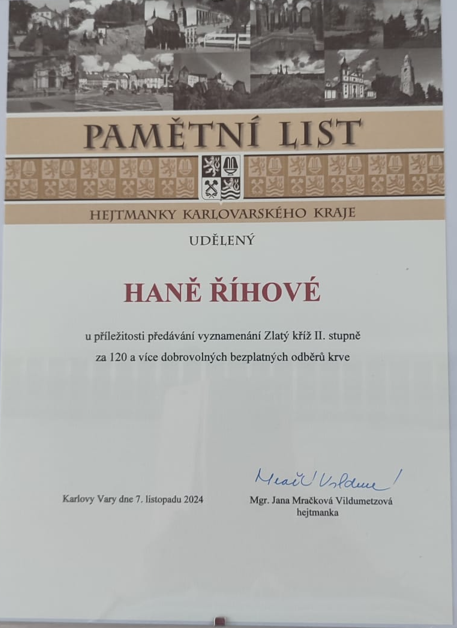 PAMĚTNÍ LIST
HEJTMANKY KARLOVARSKÉHO KRAJE
UDĚLENÝ
HANĚ ŘÍHOVÉ
u příležitosti předávání vyznamenání Zlatý kříž II. stupně
za 120 a více dobrovolných bezplatných odběrů krve
Karlovy Vary dne 7. listopadu 2024
Mgr. Jana Mračková Vildumetzová
hejtmanka